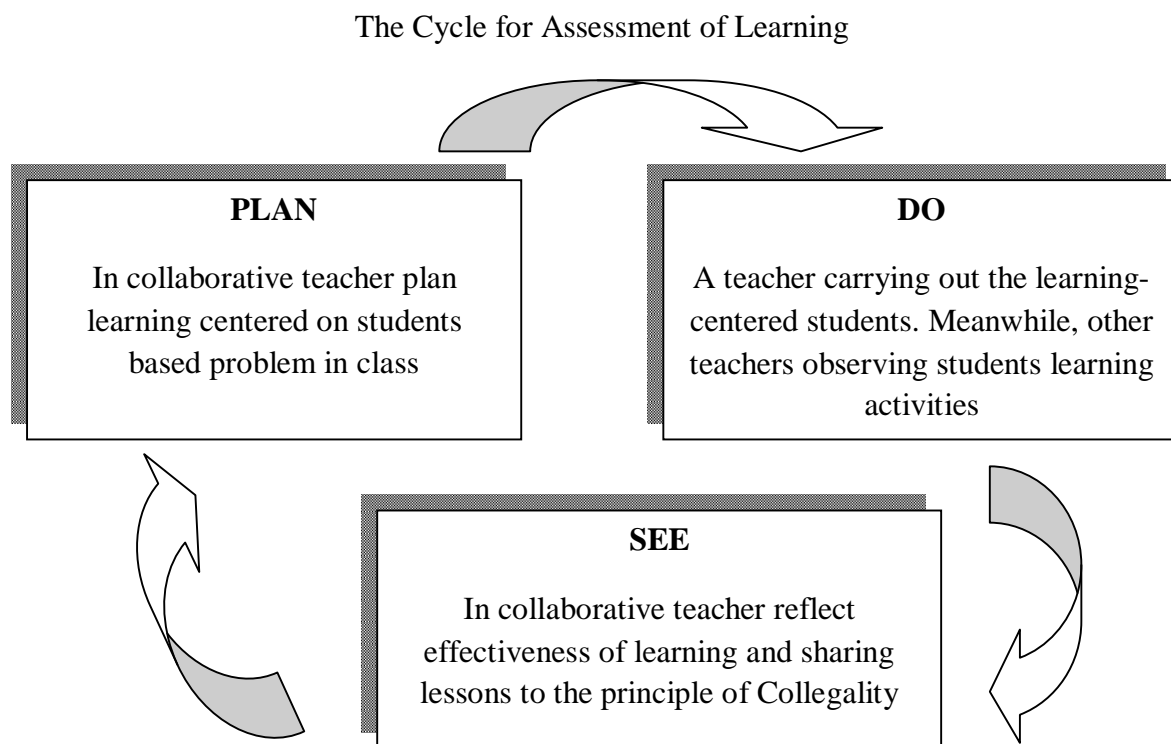 The Cycle for Assessment of Learning
PLAN
In collaborative teacher plan
learning centered on students
based problem in class
DO
A teacher carrying out the learning-
centered students. Meanwhile, other
teachers observing students learning
activities
SEE
In collaborative teacher reflect
effectiveness of learning and sharing
lessons to the principle of Collegality